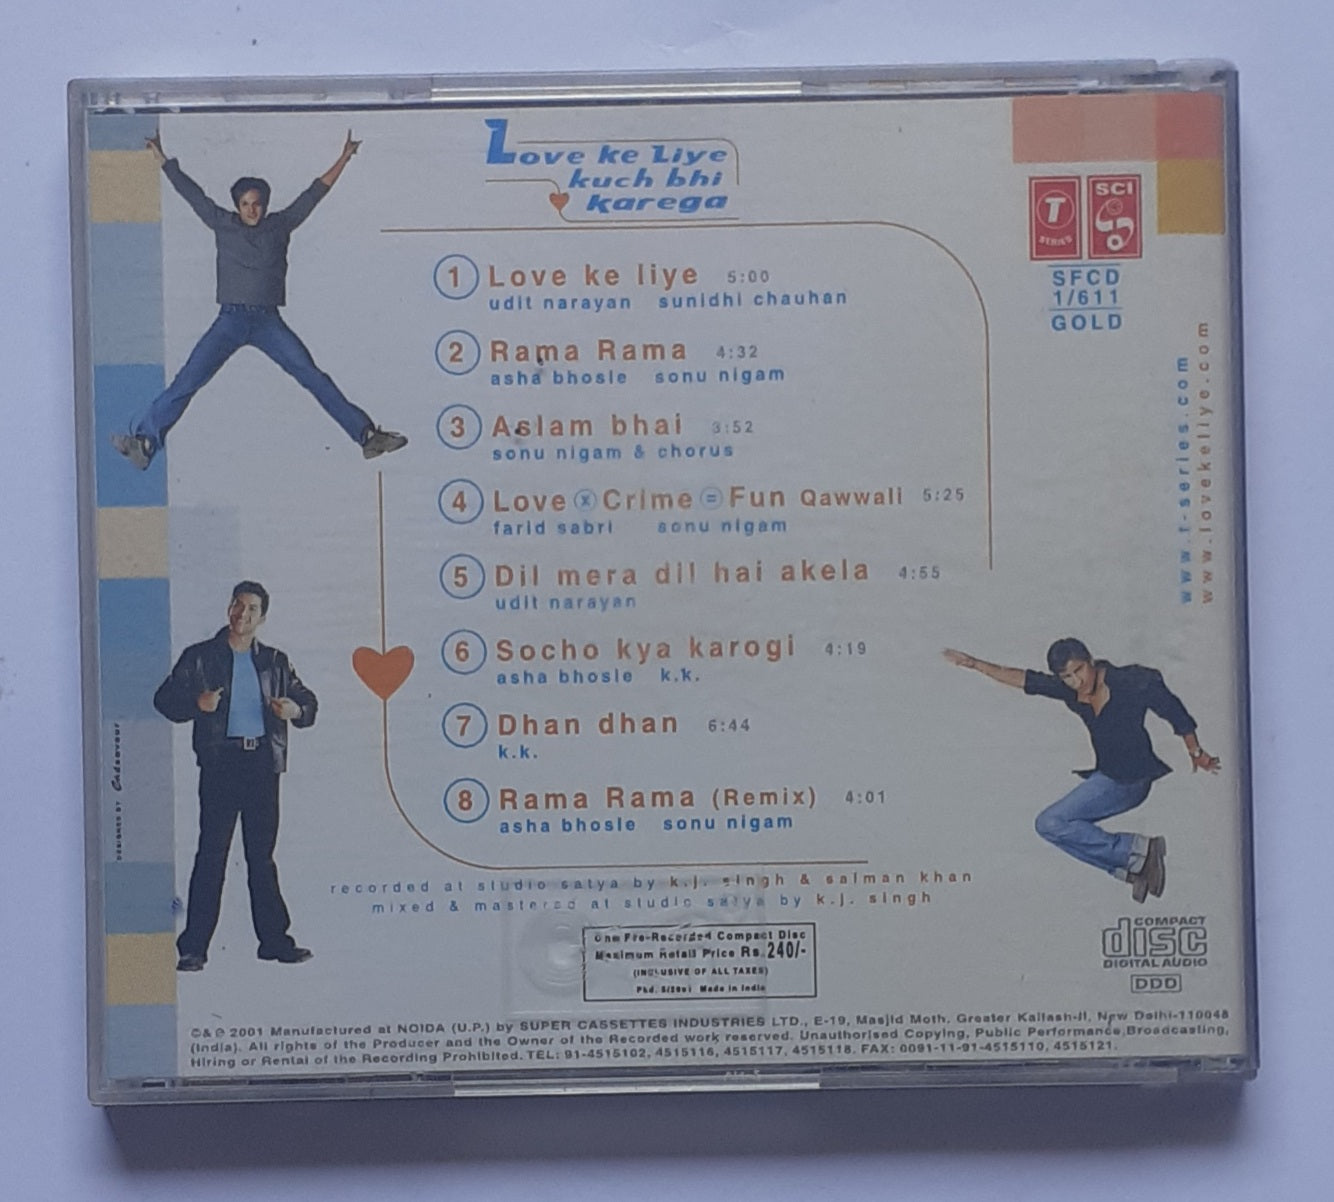 Love ke Liye
kuch bhi
karega
T
SERIES
SCI
SFCD
1/611
GOLD
www.t-series.com
www.lovekeliye.com
1 Love ke liye 5:00
udit narayan sunidhi chauhan
2 Rama Rama 4:32
asha bhosle sonu nigam
3 Aslam bhai 3:52
sonu nigam & chorus
4 Love x Crime = Fun Qawwali 5:25
farid sabri sonu nigam
5 Dil mera dil hai akela 4:55
udit narayan
6 Socho kya karogi 4:19
asha bhosle k.k.
7 Dhan dhan 6:44
k.k.
8 Rama Rama (Remix) 4:01
asha bhosle sonu nigam
recorded at studio satya by k.j. singh & salman khan
mixed & mastered at studio satya by k.j. singh
One Pre-Recorded Compact Disc
Maximum Retail Price Rs.240/-
(INCLUSIVE OF ALL TAXES)
Pkd. 5/2001 Made in India
COMPACT
disc
DIGITAL AUDIO
DDD
DESIGNED BY
©&℗ 2001 Manufactured at NOIDA (U.P.) by SUPER CASSETTES INDUSTRIES LTD., E-19, Masjid Moth, Greater Kailash-II, New Delhi-110048
(India). All rights of the Producer and the Owner of the Recorded work reserved. Unauthorised Copying, Public Performance, Broadcasting,
Hiring or Rental of the Recording Prohibited. TEL: 91-4515102, 4515116, 4515117, 4515118. FAX: 0091-11-91-4515110, 4515121.